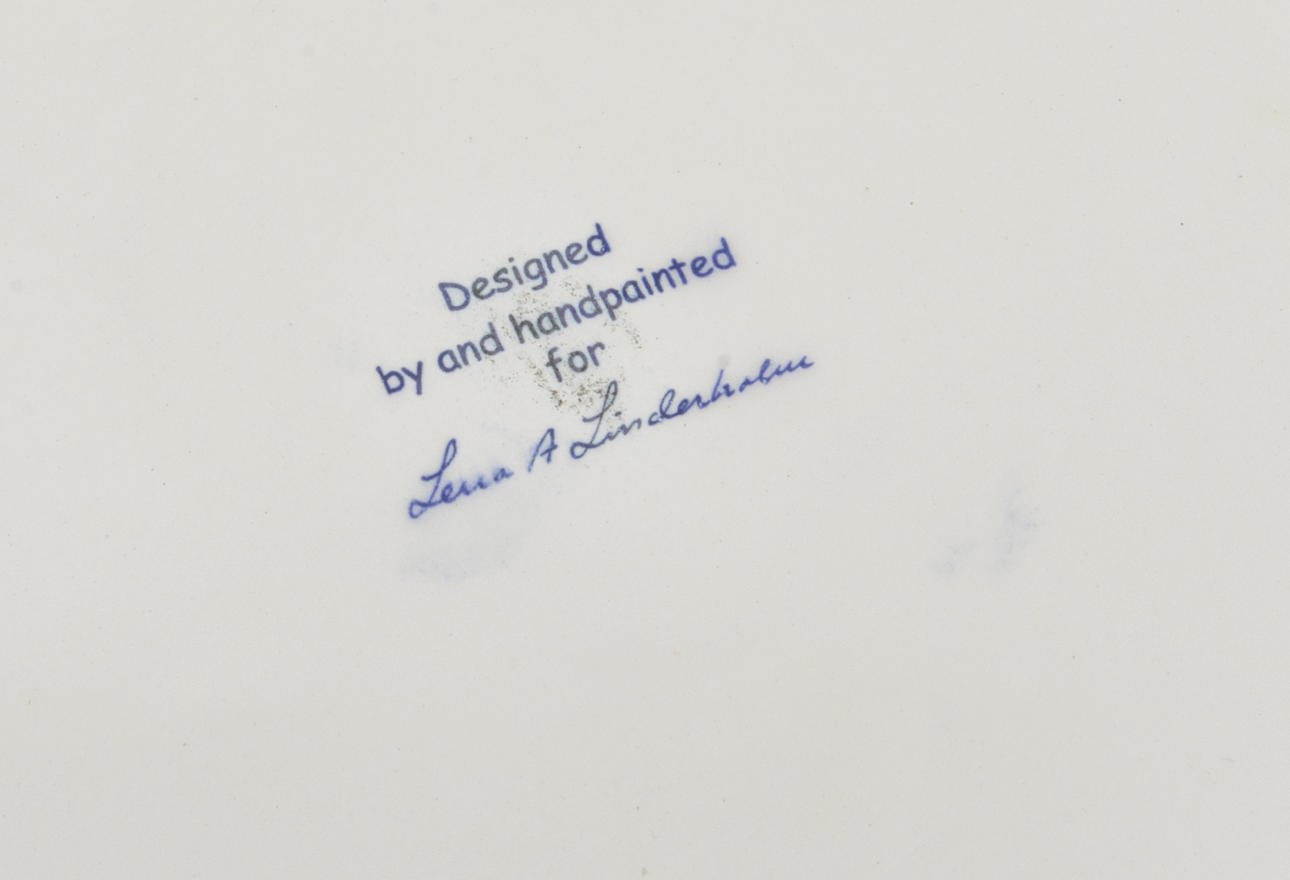 Designed
by and handpainted
for
Lena A Linderholm